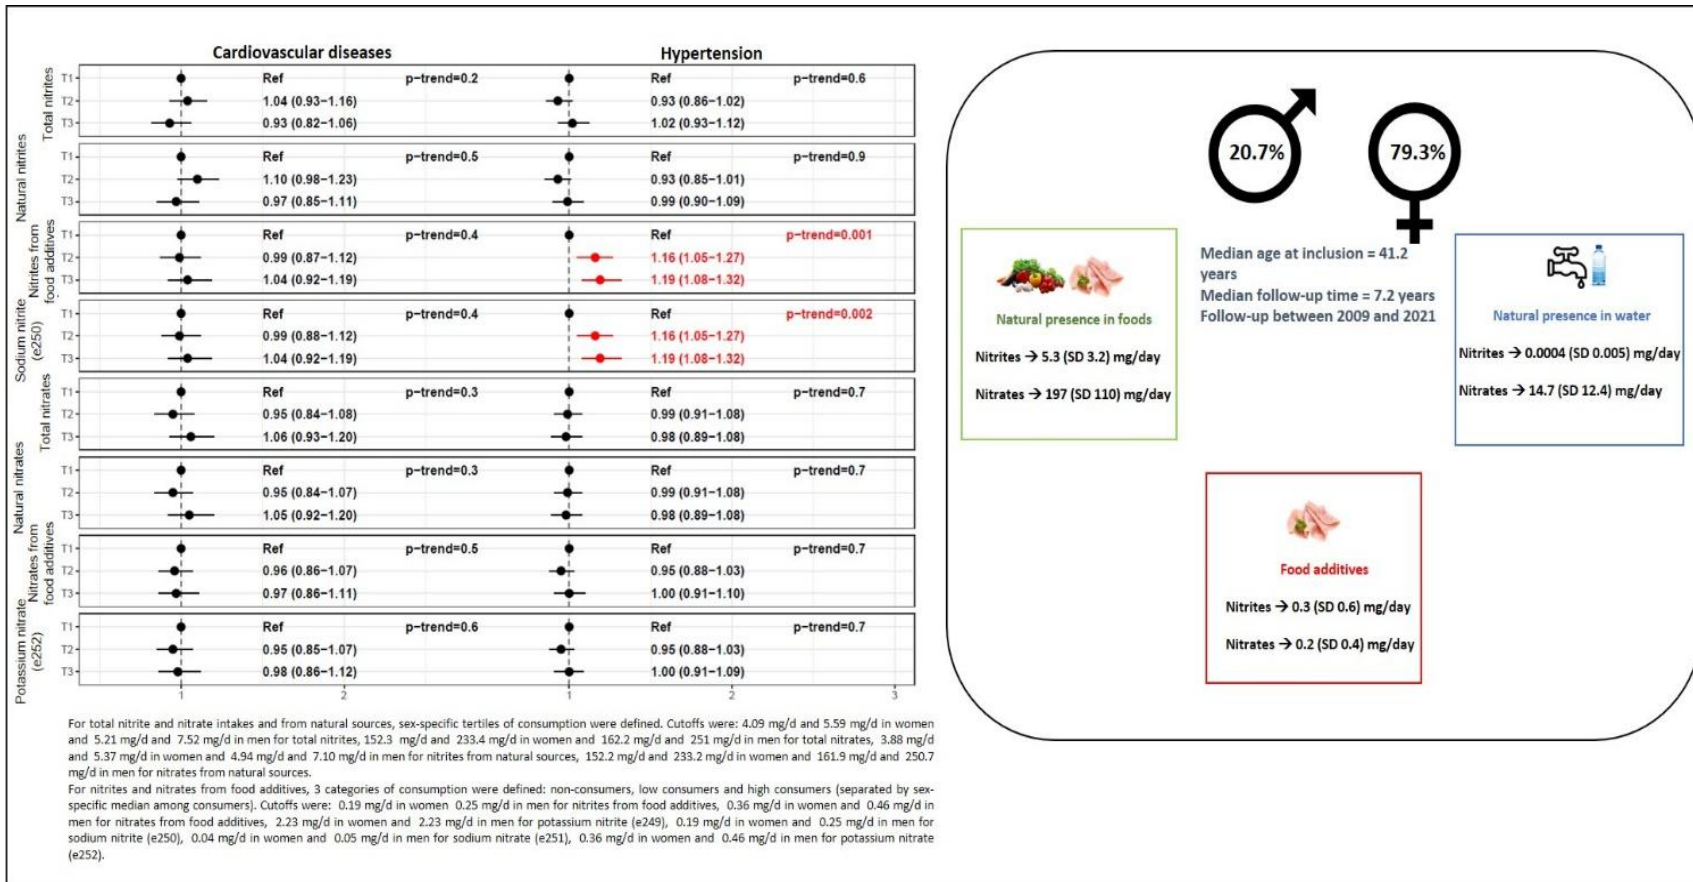 Cardiovascular diseases
Hypertension
Total nitrites
T1 Ref p-trend=0.2 Ref p-trend=0.6
T2 1.04 (0.93−1.16) 0.93 (0.86−1.02)
T3 0.93 (0.82−1.06) 1.02 (0.93−1.12)
Natural nitrites
T1 Ref p-trend=0.5 Ref p-trend=0.9
T2 1.10 (0.98−1.23) 0.93 (0.85−1.01)
T3 0.97 (0.85−1.11) 0.99 (0.90−1.09)
Nitrites from
food additives
T1 Ref p-trend=0.4 Ref p-trend=0.001
T2 0.99 (0.87−1.12) 1.16 (1.05−1.27)
T3 1.04 (0.92−1.19) 1.19 (1.08−1.32)
Sodium nitrite
(e250)
T1 Ref p-trend=0.4 Ref p-trend=0.002
T2 0.99 (0.88−1.12) 1.16 (1.05−1.27)
T3 1.04 (0.92−1.19) 1.19 (1.08−1.32)
Total nitrates
T1 Ref p-trend=0.3 Ref p-trend=0.7
T2 0.95 (0.84−1.08) 0.99 (0.91−1.08)
T3 1.06 (0.93−1.20) 0.98 (0.89−1.08)
Natural nitrates
T1 Ref p-trend=0.3 Ref p-trend=0.7
T2 0.95 (0.84−1.07) 0.99 (0.91−1.08)
T3 1.05 (0.92−1.20) 0.98 (0.89−1.08)
Nitrates from
food additives
T1 Ref p-trend=0.5 Ref p-trend=0.7
T2 0.96 (0.86−1.07) 0.95 (0.88−1.03)
T3 0.97 (0.86−1.11) 1.00 (0.91−1.10)
Potassium nitrate
(e252)
T1 Ref p-trend=0.6 Ref p-trend=0.7
T2 0.95 (0.85−1.07) 0.95 (0.88−1.03)
T3 0.98 (0.86−1.12) 1.00 (0.91−1.09)
1 2 1 2 3
For total nitrite and nitrate intakes and from natural sources, sex-specific tertiles of consumption were defined. Cutoffs were: 4.09 mg/d and 5.59 mg/d in women
and 5.21 mg/d and 7.52 mg/d in men for total nitrites, 152.3 mg/d and 233.4 mg/d in women and 162.2 mg/d and 251 mg/d in men for total nitrates, 3.88 mg/d
and 5.37 mg/d in women and 4.94 mg/d and 7.10 mg/d in men for nitrites from natural sources, 152.2 mg/d and 233.2 mg/d in women and 161.9 mg/d and 250.7
mg/d in men for nitrates from natural sources.
For nitrites and nitrates from food additives, 3 categories of consumption were defined: non-consumers, low consumers and high consumers (separated by sex-
specific median among consumers). Cutoffs were: 0.19 mg/d in women 0.25 mg/d in men for nitrites from food additives, 0.36 mg/d in women and 0.46 mg/d in
men for nitrates from food additives, 2.23 mg/d in women and 2.23 mg/d in men for potassium nitrite (e249), 0.19 mg/d in women and 0.25 mg/d in men for
sodium nitrite (e250), 0.04 mg/d in women and 0.05 mg/d in men for sodium nitrate (e251), 0.36 mg/d in women and 0.46 mg/d in men for potassium nitrate
(e252).
20.7%
79.3%
Median age at inclusion = 41.2
years
Median follow-up time = 7.2 years
Follow-up between 2009 and 2021
Natural presence in foods
Nitrites → 5.3 (SD 3.2) mg/day
Nitrates → 197 (SD 110) mg/day
Natural presence in water
Nitrites → 0.0004 (SD 0.005) mg/day
Nitrates → 14.7 (SD 12.4) mg/day
Food additives
Nitrites → 0.3 (SD 0.6) mg/day
Nitrates → 0.2 (SD 0.4) mg/day